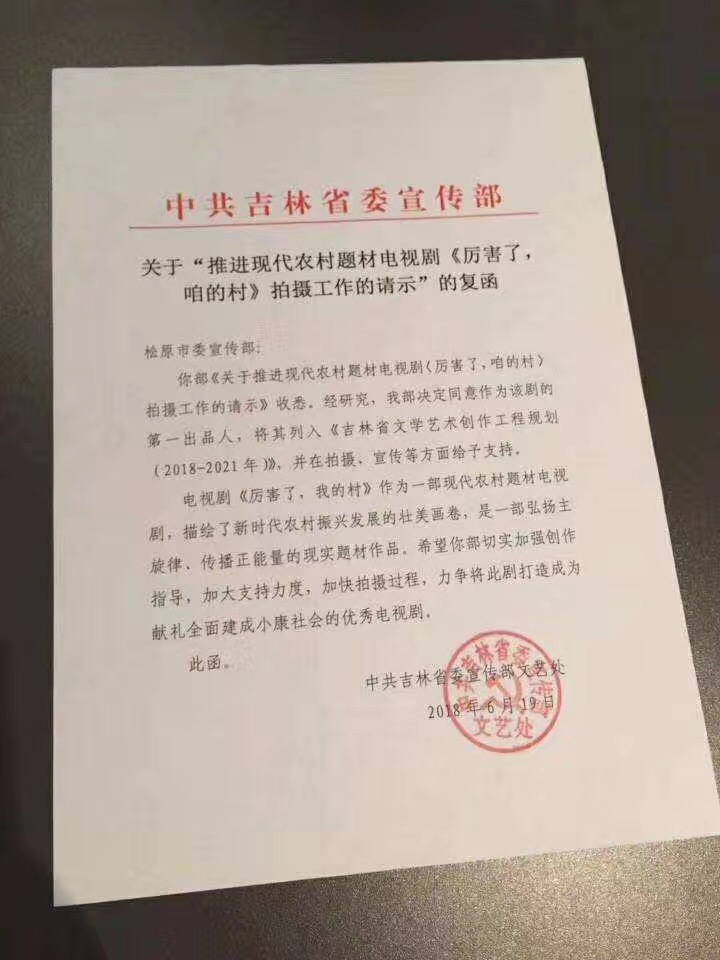 中共吉林省委宣传部
关于“推进现代农村题材电视剧《厉害了，
咱的村》拍摄工作的请示”的复函
松原市委宣传部：
你部《关于推进现代农村题材电视剧〈厉害了，咱的村〉
拍摄工作的请示》收悉。经研究，我部决定同意作为该剧的
第一出品人，将其列入《吉林省文学艺术创作工程规划
（2018-2021年）》、并在拍摄、宣传等方面给予支持。
电视剧《厉害了，我的村》作为一部现代农村题材电视
剧，描绘了新时代农村振兴发展的壮美画卷，是一部弘扬主
旋律、传播正能量的现实题材作品。希望你部切实加强创作
指导，加大支持力度，加快拍摄过程，力争将此剧打造成为
献礼全面建成小康社会的优秀电视剧。
此函。
中共吉林省委宣传部文艺处
2018年6月19日
中共吉林省委宣传部
文艺处